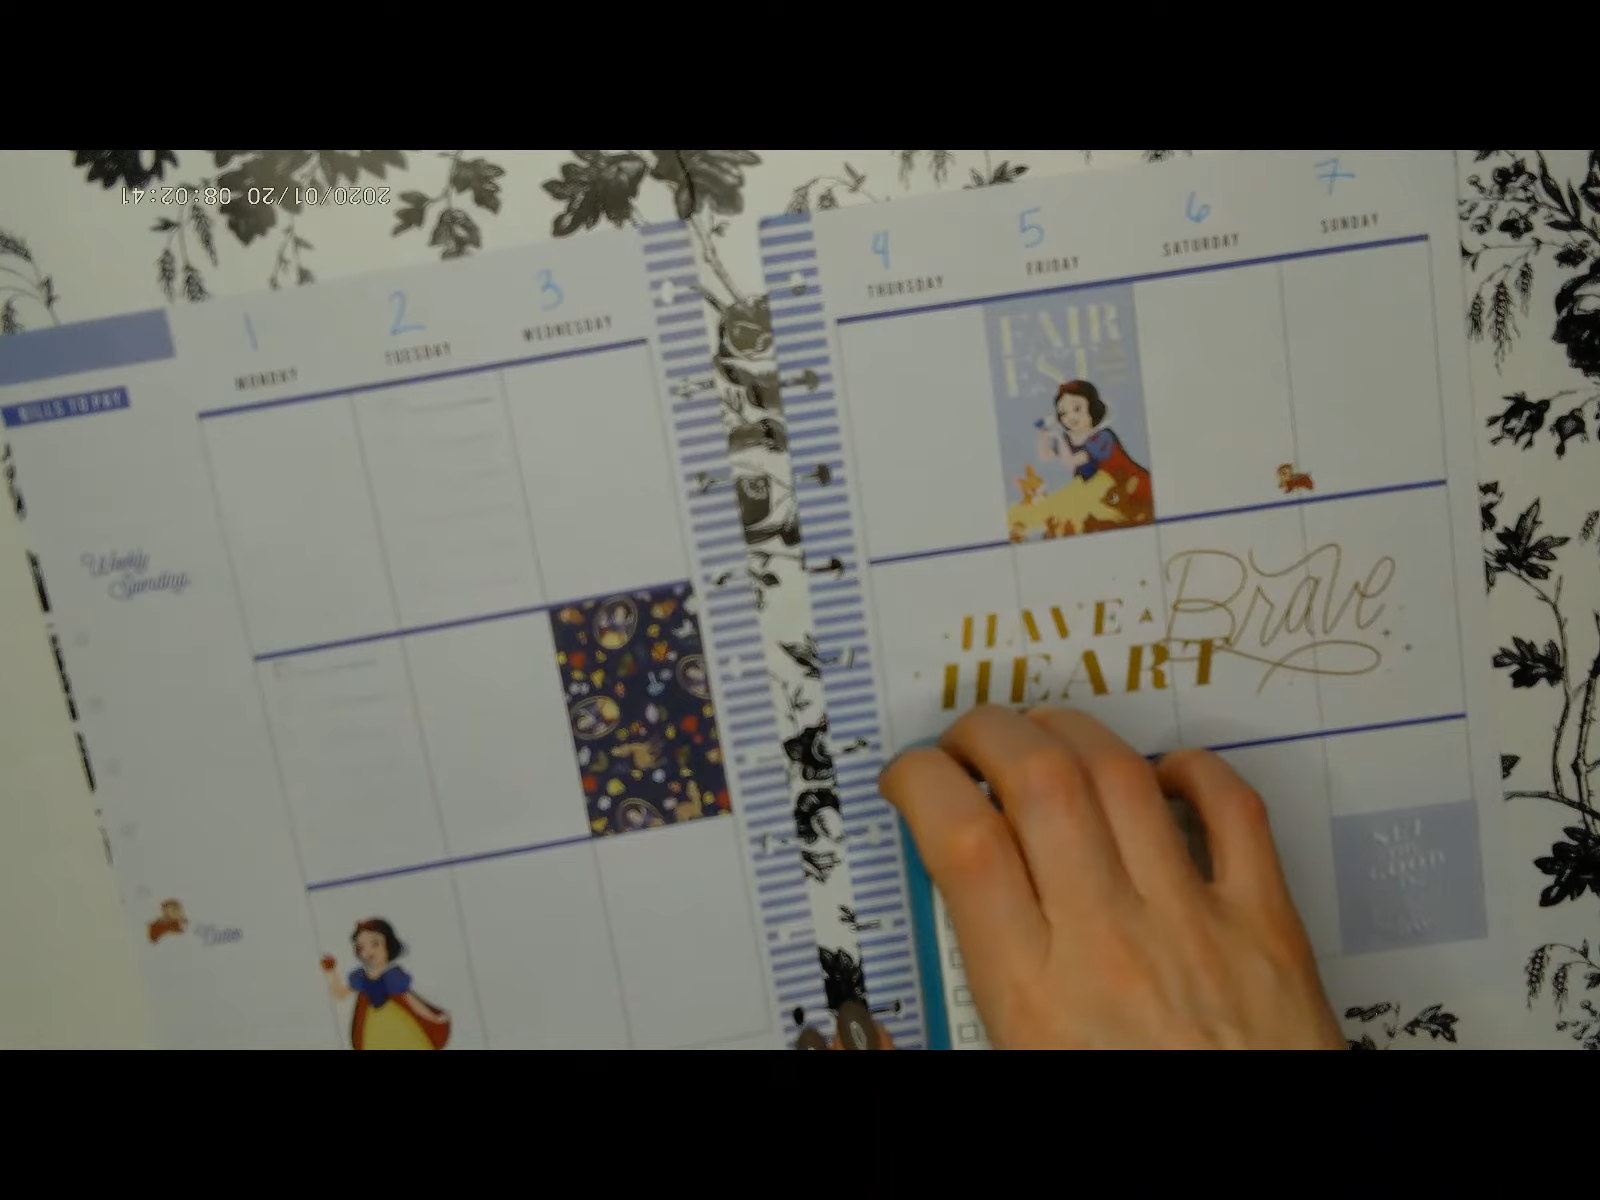 2020/01/20 08:02:41
1 2 3
MONDAY TUESDAY WEDNESDAY
BILLS TO PAY
Weekly
Spending
4 5 6 7
THURSDAY FRIDAY SATURDAY SUNDAY
FAIR
EST
HAVE A Brave
HEART
GOOD